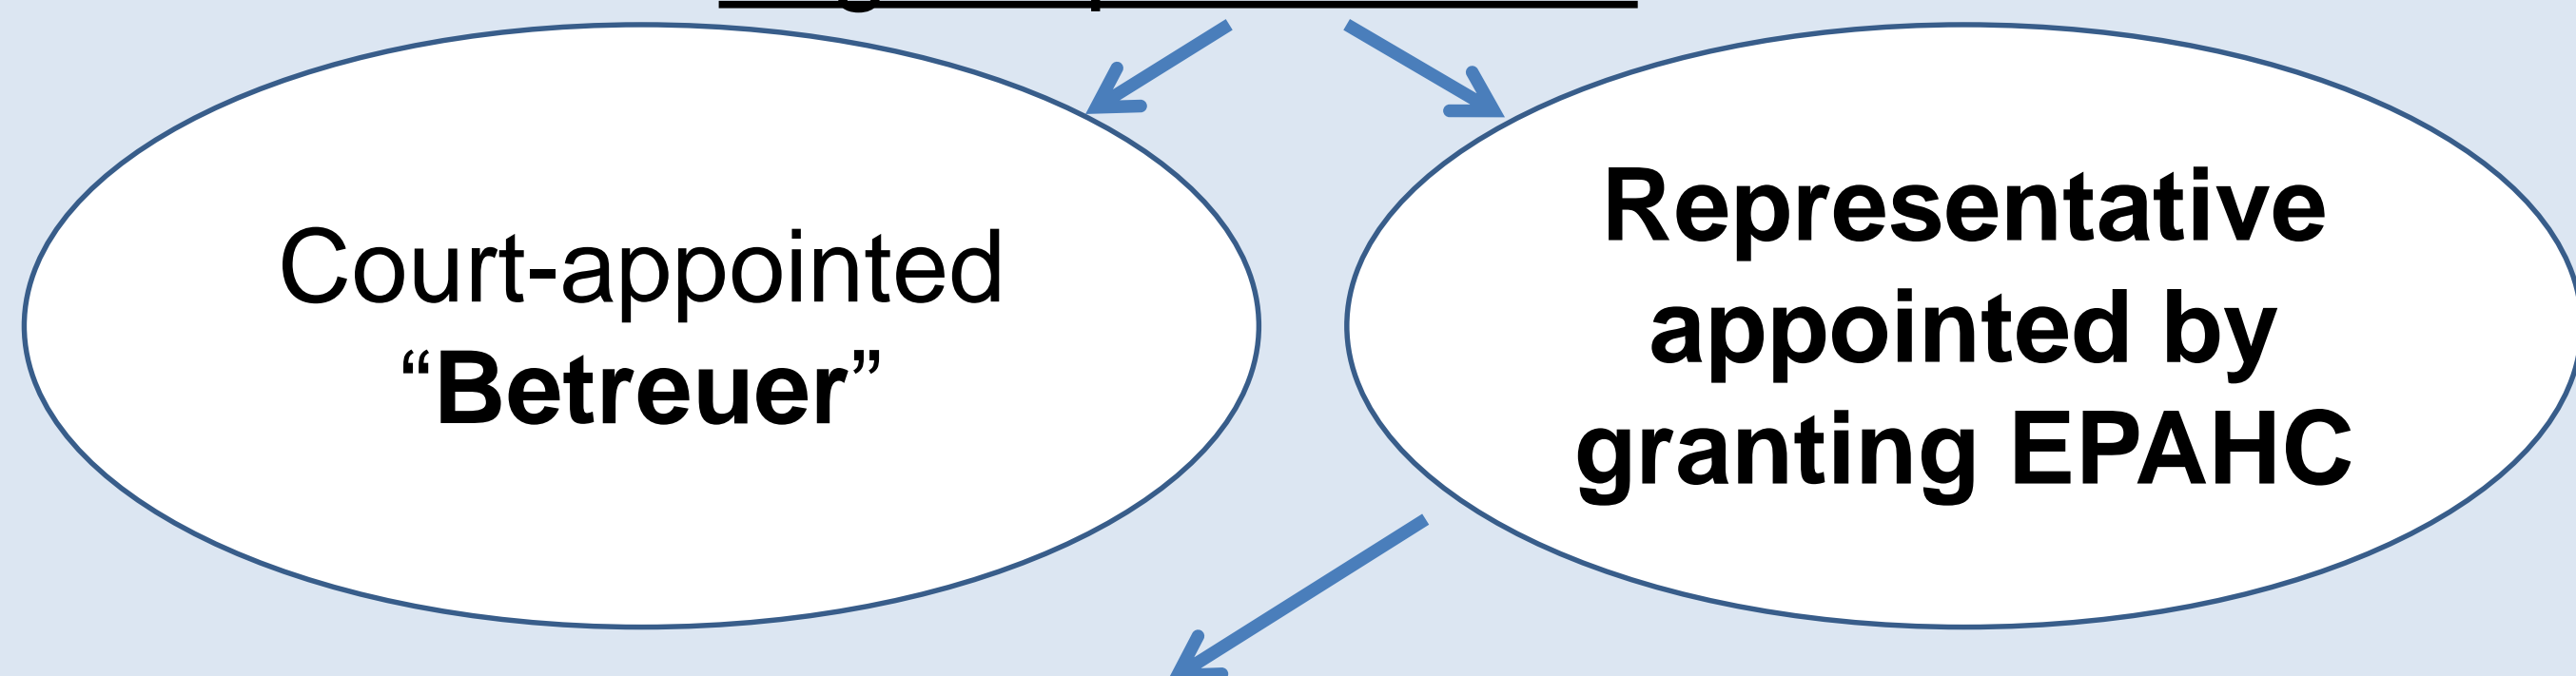 Court-appointed
“Betreuer”
Representative
appointed by
granting EPAHC